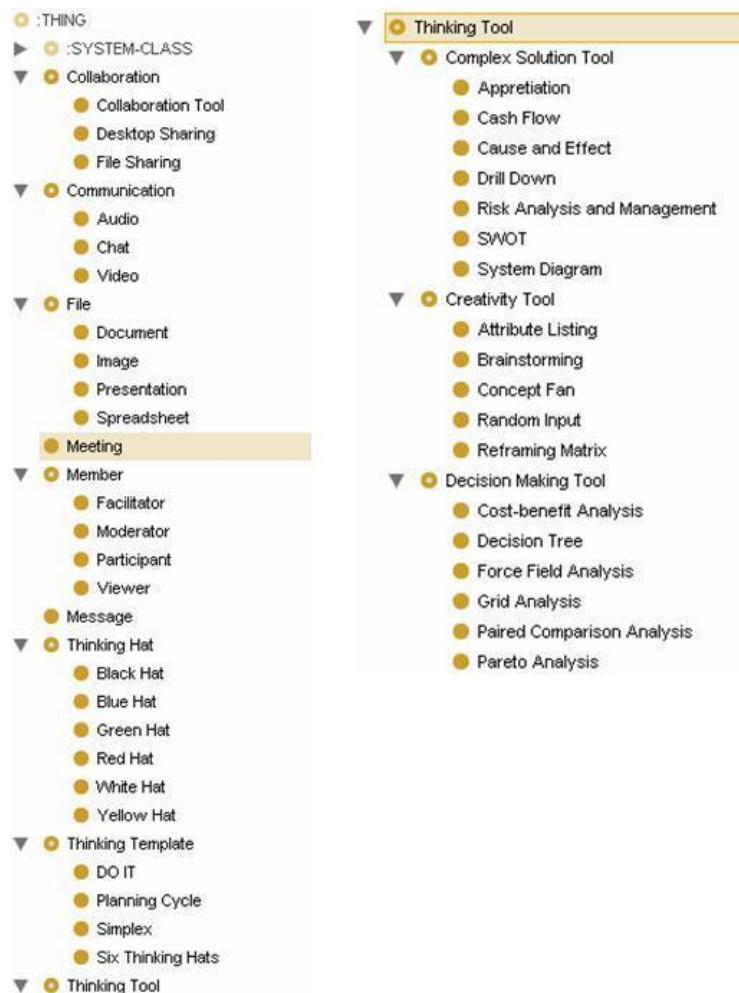 :THING
:SYSTEM-CLASS
Collaboration
Collaboration Tool
Desktop Sharing
File Sharing
Communication
Audio
Chat
Video
File
Document
Image
Presentation
Spreadsheet
Meeting
Member
Facilitator
Moderator
Participant
Viewer
Message
Thinking Hat
Black Hat
Blue Hat
Green Hat
Red Hat
White Hat
Yellow Hat
Thinking Template
DO IT
Planning Cycle
Simplex
Six Thinking Hats
Thinking Tool
Thinking Tool
Complex Solution Tool
Appretiation
Cash Flow
Cause and Effect
Drill Down
Risk Analysis and Management
SWOT
System Diagram
Creativity Tool
Attribute Listing
Brainstorming
Concept Fan
Random Input
Reframing Matrix
Decision Making Tool
Cost-benefit Analysis
Decision Tree
Force Field Analysis
Grid Analysis
Paired Comparison Analysis
Pareto Analysis